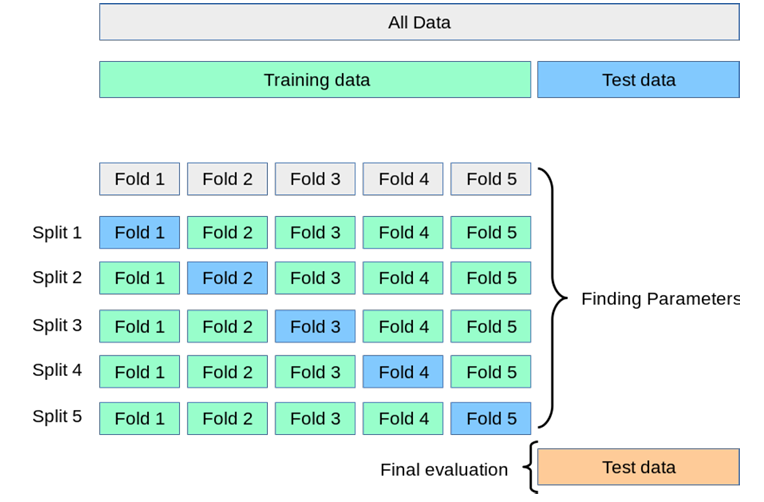 All Data
Training data Test data
Fold 1 Fold 2 Fold 3 Fold 4 Fold 5
Split 1 Fold 1 Fold 2 Fold 3 Fold 4 Fold 5
Split 2 Fold 1 Fold 2 Fold 3 Fold 4 Fold 5
Finding Parameters
Split 3 Fold 1 Fold 2 Fold 3 Fold 4 Fold 5
Split 4 Fold 1 Fold 2 Fold 3 Fold 4 Fold 5
Split 5 Fold 1 Fold 2 Fold 3 Fold 4 Fold 5
Final evaluation Test data